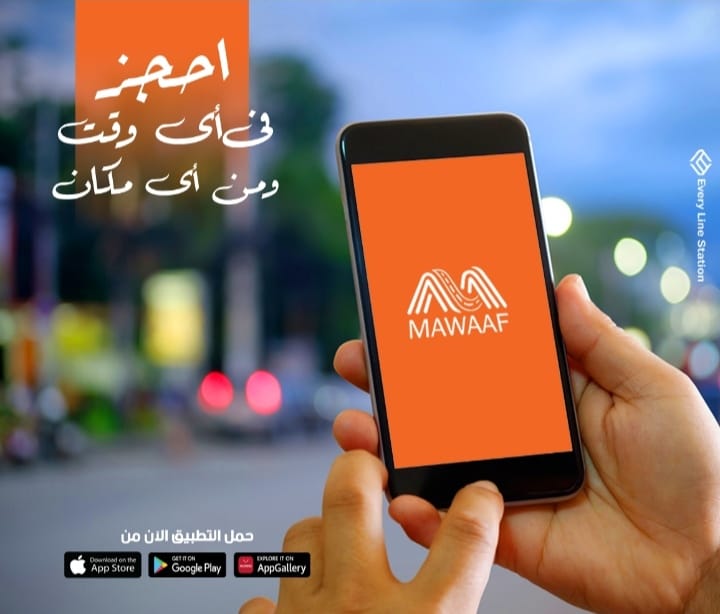 احجز
فى أى وقت
ومن أى مكان
MAWAAF
Every Line Station
حمل التطبيق الان من
Download on the
App Store
GET IT ON
Google Play
EXPLORE IT ON
AppGallery